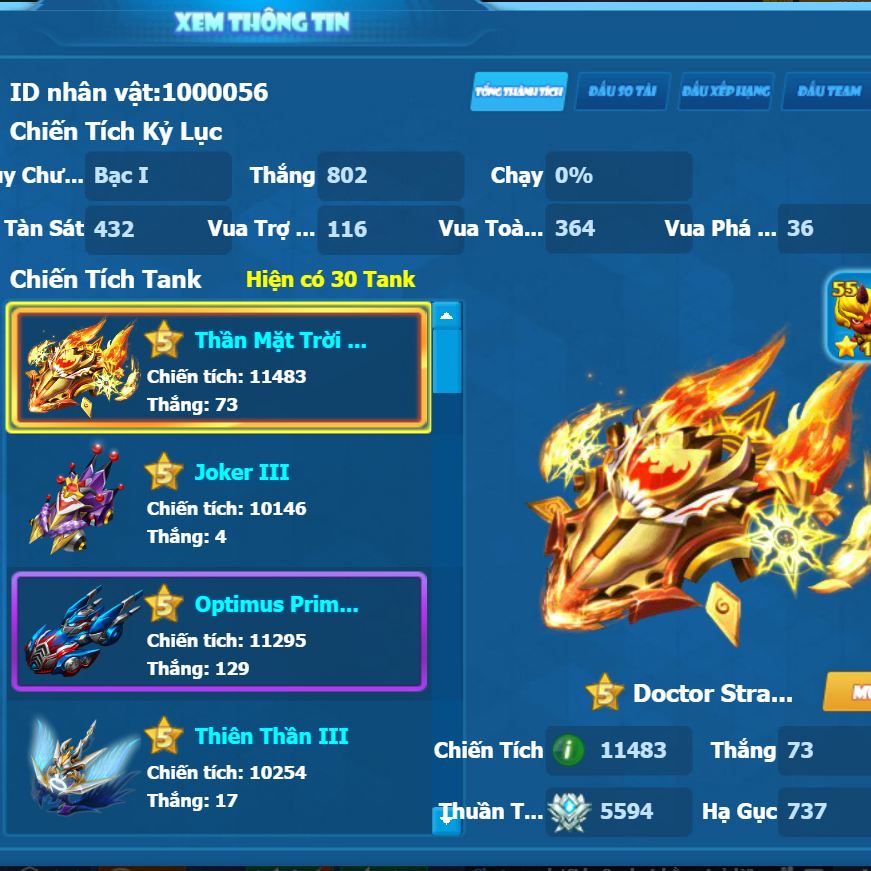 XEM THÔNG TIN
ID nhân vật:1000056
TỔNG THÀNH TÍCH ĐẤU SO TÀI ĐẤU XẾP HẠNG ĐẤU TEAM
Chiến Tích Kỷ Lục
uy Chư... Bạc I Thắng 802 Chạy 0%
Tàn Sát 432 Vua Trợ ... 116 Vua Toà... 364 Vua Phá ... 36
Chiến Tích Tank Hiện có 30 Tank
5 Thần Mặt Trời ...
Chiến tích: 11483
Thắng: 73
5 Joker III
Chiến tích: 10146
Thắng: 4
5 Optimus Prim...
Chiến tích: 11295
Thắng: 129
5 Thiên Thần III
Chiến tích: 10254
Thắng: 17
55
1
5 Doctor Stra...
Chiến Tích i 11483 Thắng 73
Thuần T... 5594 Hạ Gục 737